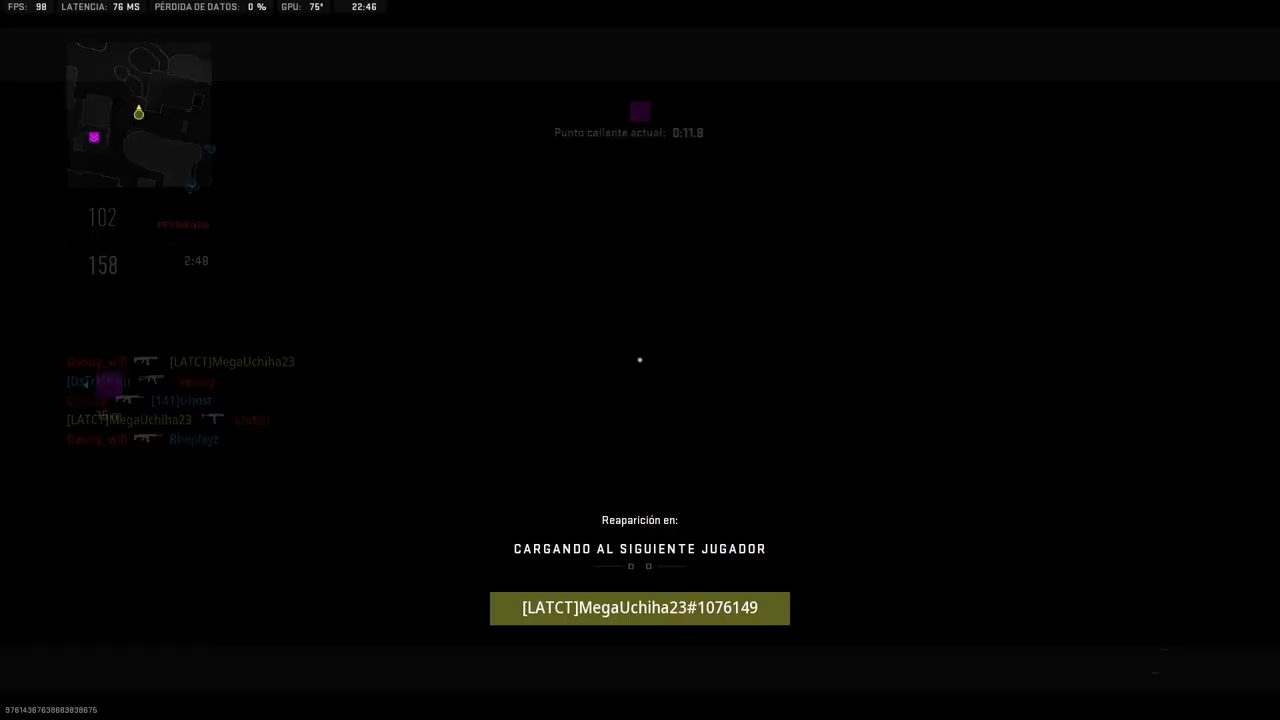 FPS: 98 LATENCIA: 76 MS PÉRDIDA DE DATOS: 0 % GPU: 75° 22:46
Punto caliente actual: 0:11.8
102 PERDIENDO
158 2:48
Danny_wifi [LATCT]MegaUchiha23
[141]Ghost
[LATCT]MegaUchiha23
Reaparición en:
CARGANDO AL SIGUIENTE JUGADOR
[LATCT]MegaUchiha23#1076149